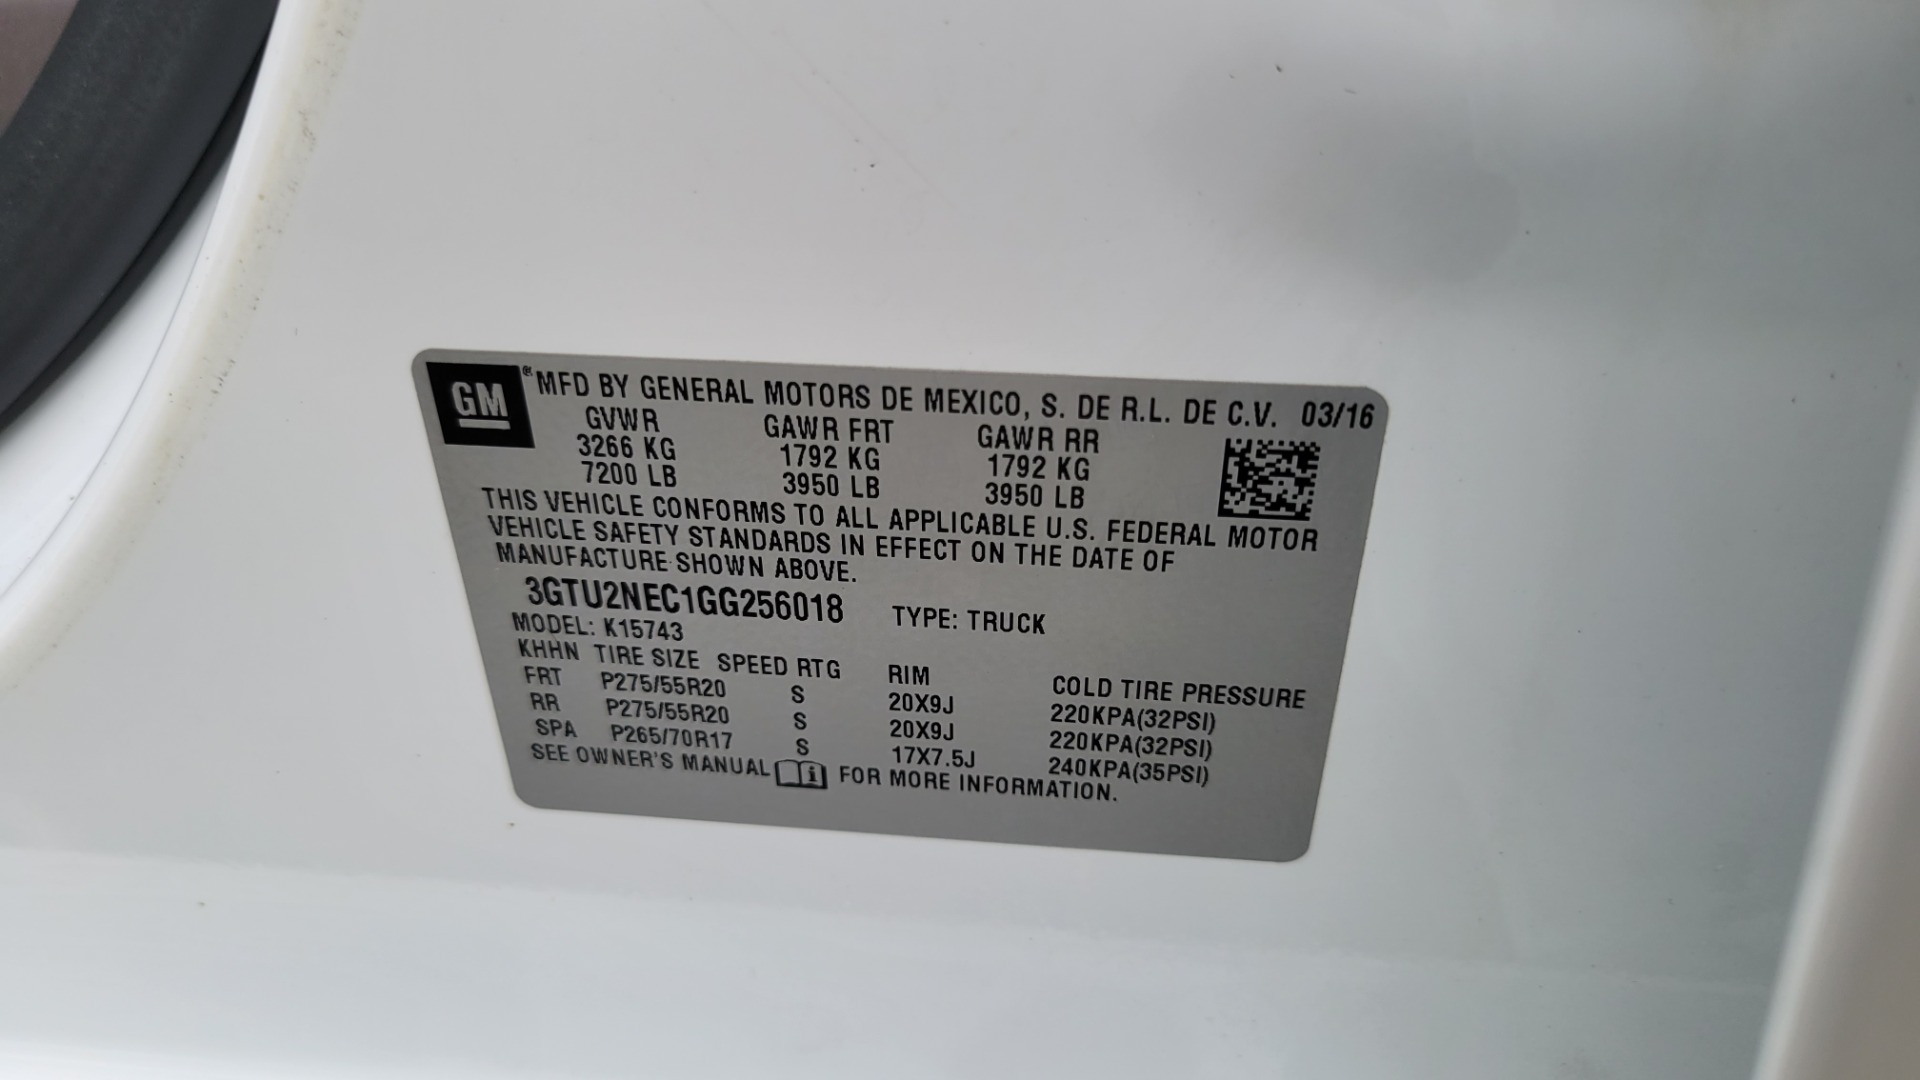 GM ® MFD BY GENERAL MOTORS DE MEXICO, S. DE R.L. DE C.V. 03/16
GVWR GAWR FRT GAWR RR
3266 KG 1792 KG 1792 KG
7200 LB 3950 LB 3950 LB
THIS VEHICLE CONFORMS TO ALL APPLICABLE U.S. FEDERAL MOTOR
VEHICLE SAFETY STANDARDS IN EFFECT ON THE DATE OF
MANUFACTURE SHOWN ABOVE.
3GTU2NEC1GG256018 TYPE: TRUCK
MODEL: K15743
KHHN TIRE SIZE SPEED RTG RIM COLD TIRE PRESSURE
FRT P275/55R20 S 20X9J 220KPA(32PSI)
RR P275/55R20 S 20X9J 220KPA(32PSI)
SPA P265/70R17 S 17X7.5J 240KPA(35PSI)
SEE OWNER'S MANUAL i FOR MORE INFORMATION.